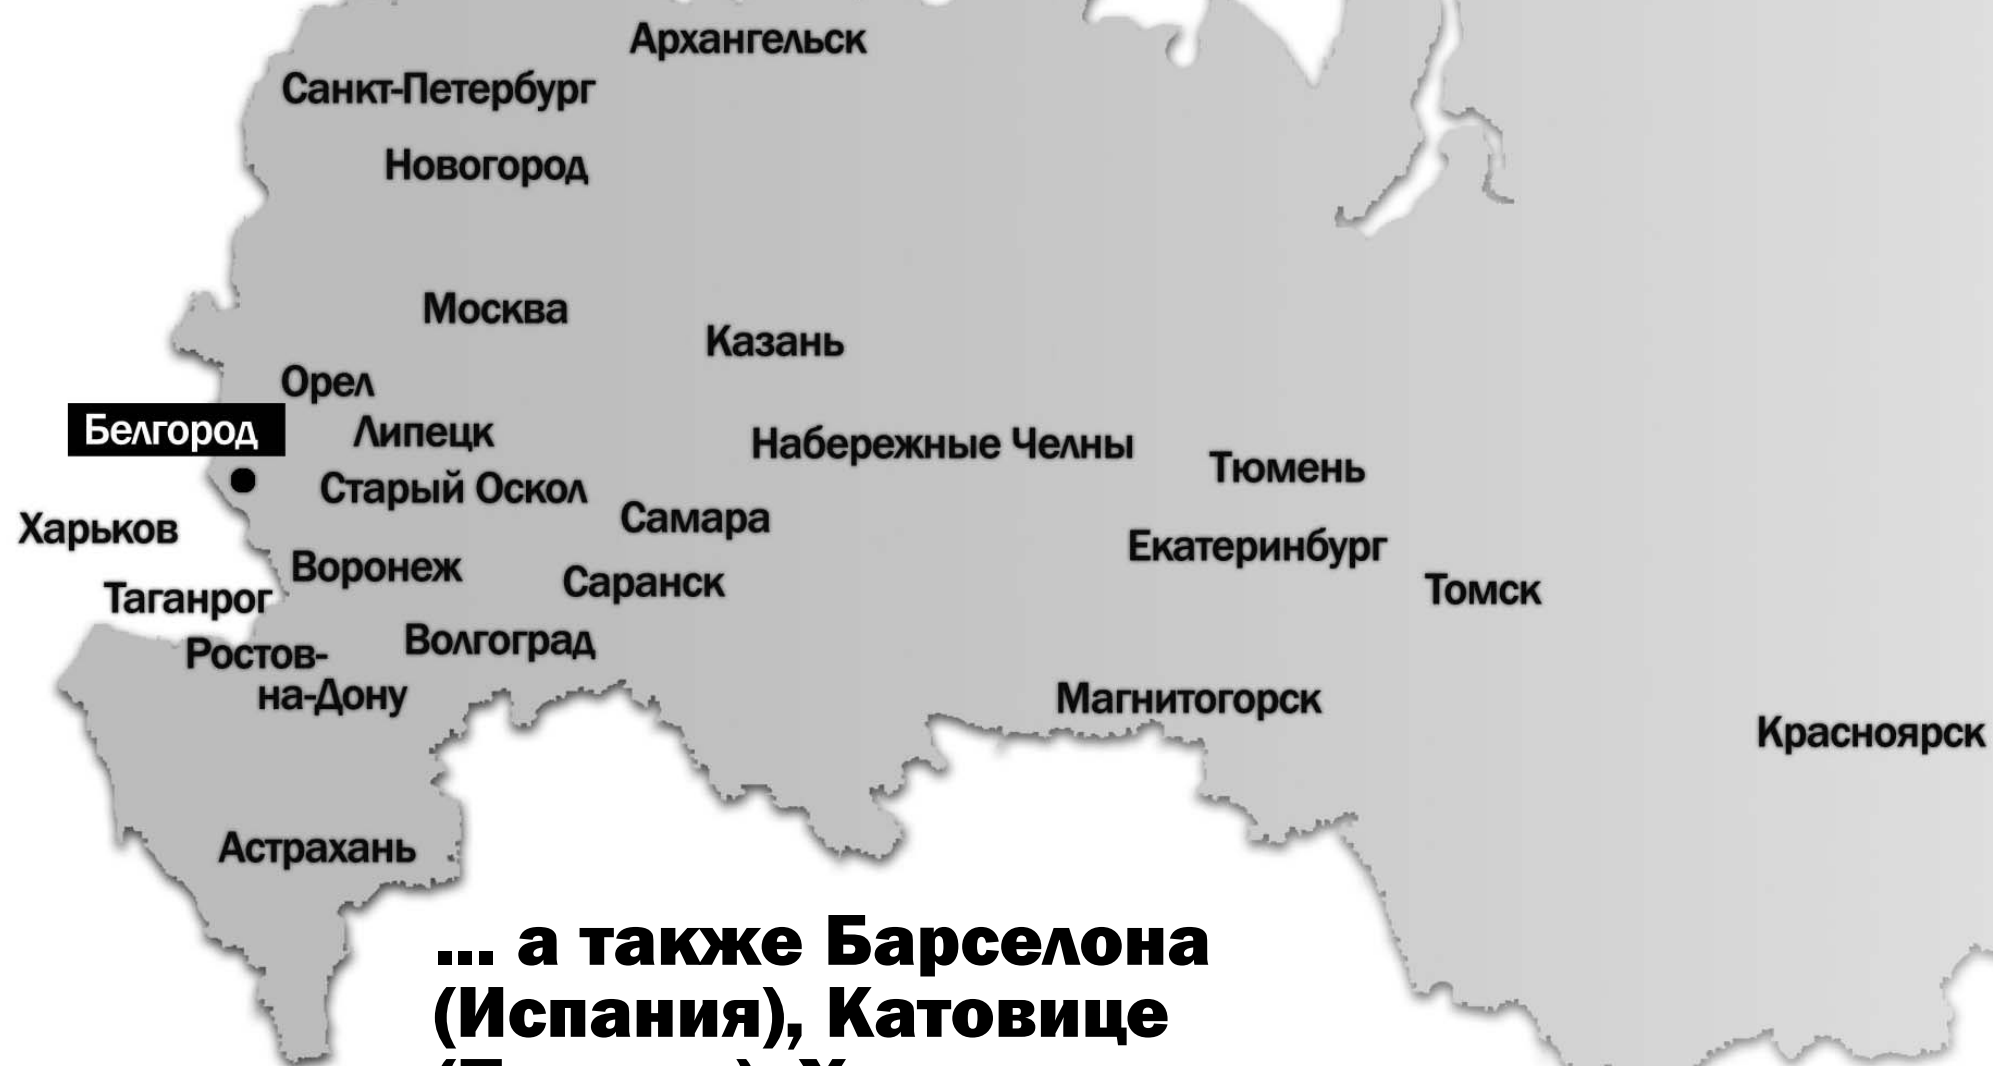 Архангельск
Санкт-Петербург
Новогород
Москва
Казань
Орел
Белгород
Липецк
Набережные Челны
Тюмень
Старый Оскол
Самара
Харьков
Екатеринбург
Воронеж
Саранск
Томск
Таганрог
Волгоград
Ростов-
на-Дону
Магнитогорск
Красноярск
Астрахань
... а также Барселона
(Испания), Катовице